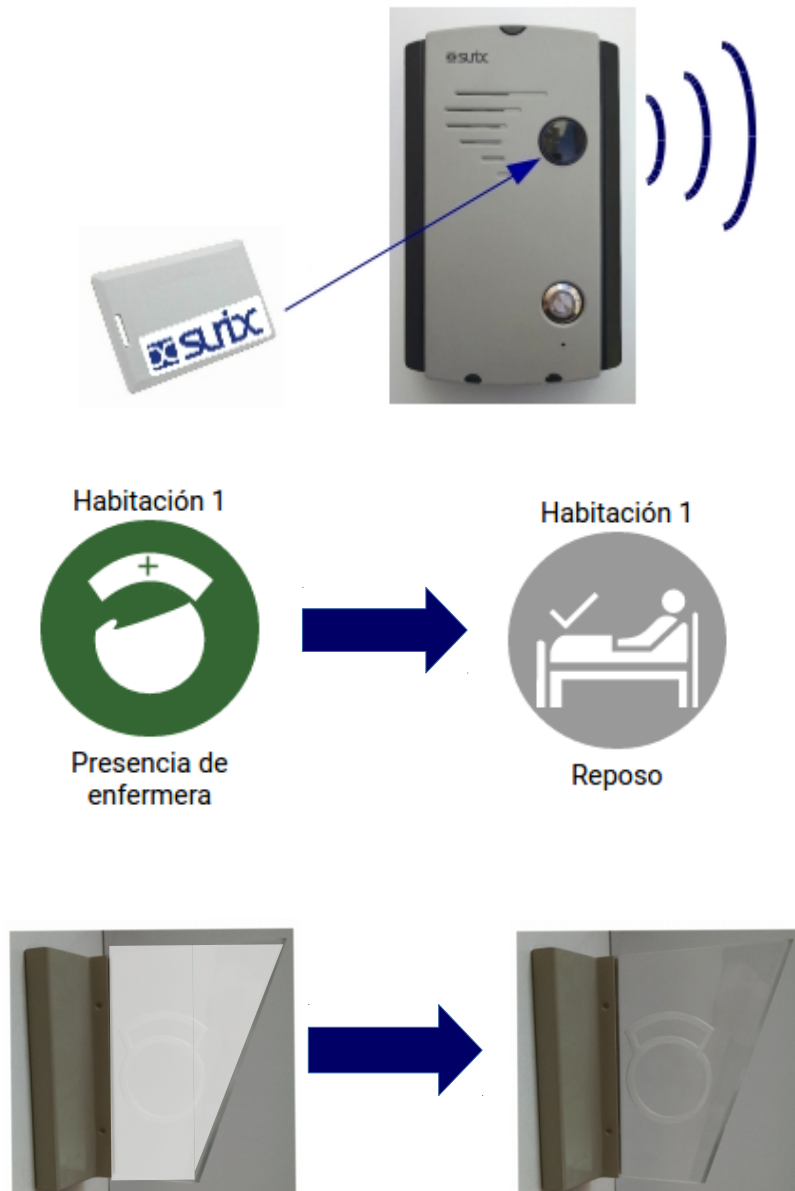 surix
surix
Habitación 1
Habitación 1
Presencia de
enfermera
Reposo